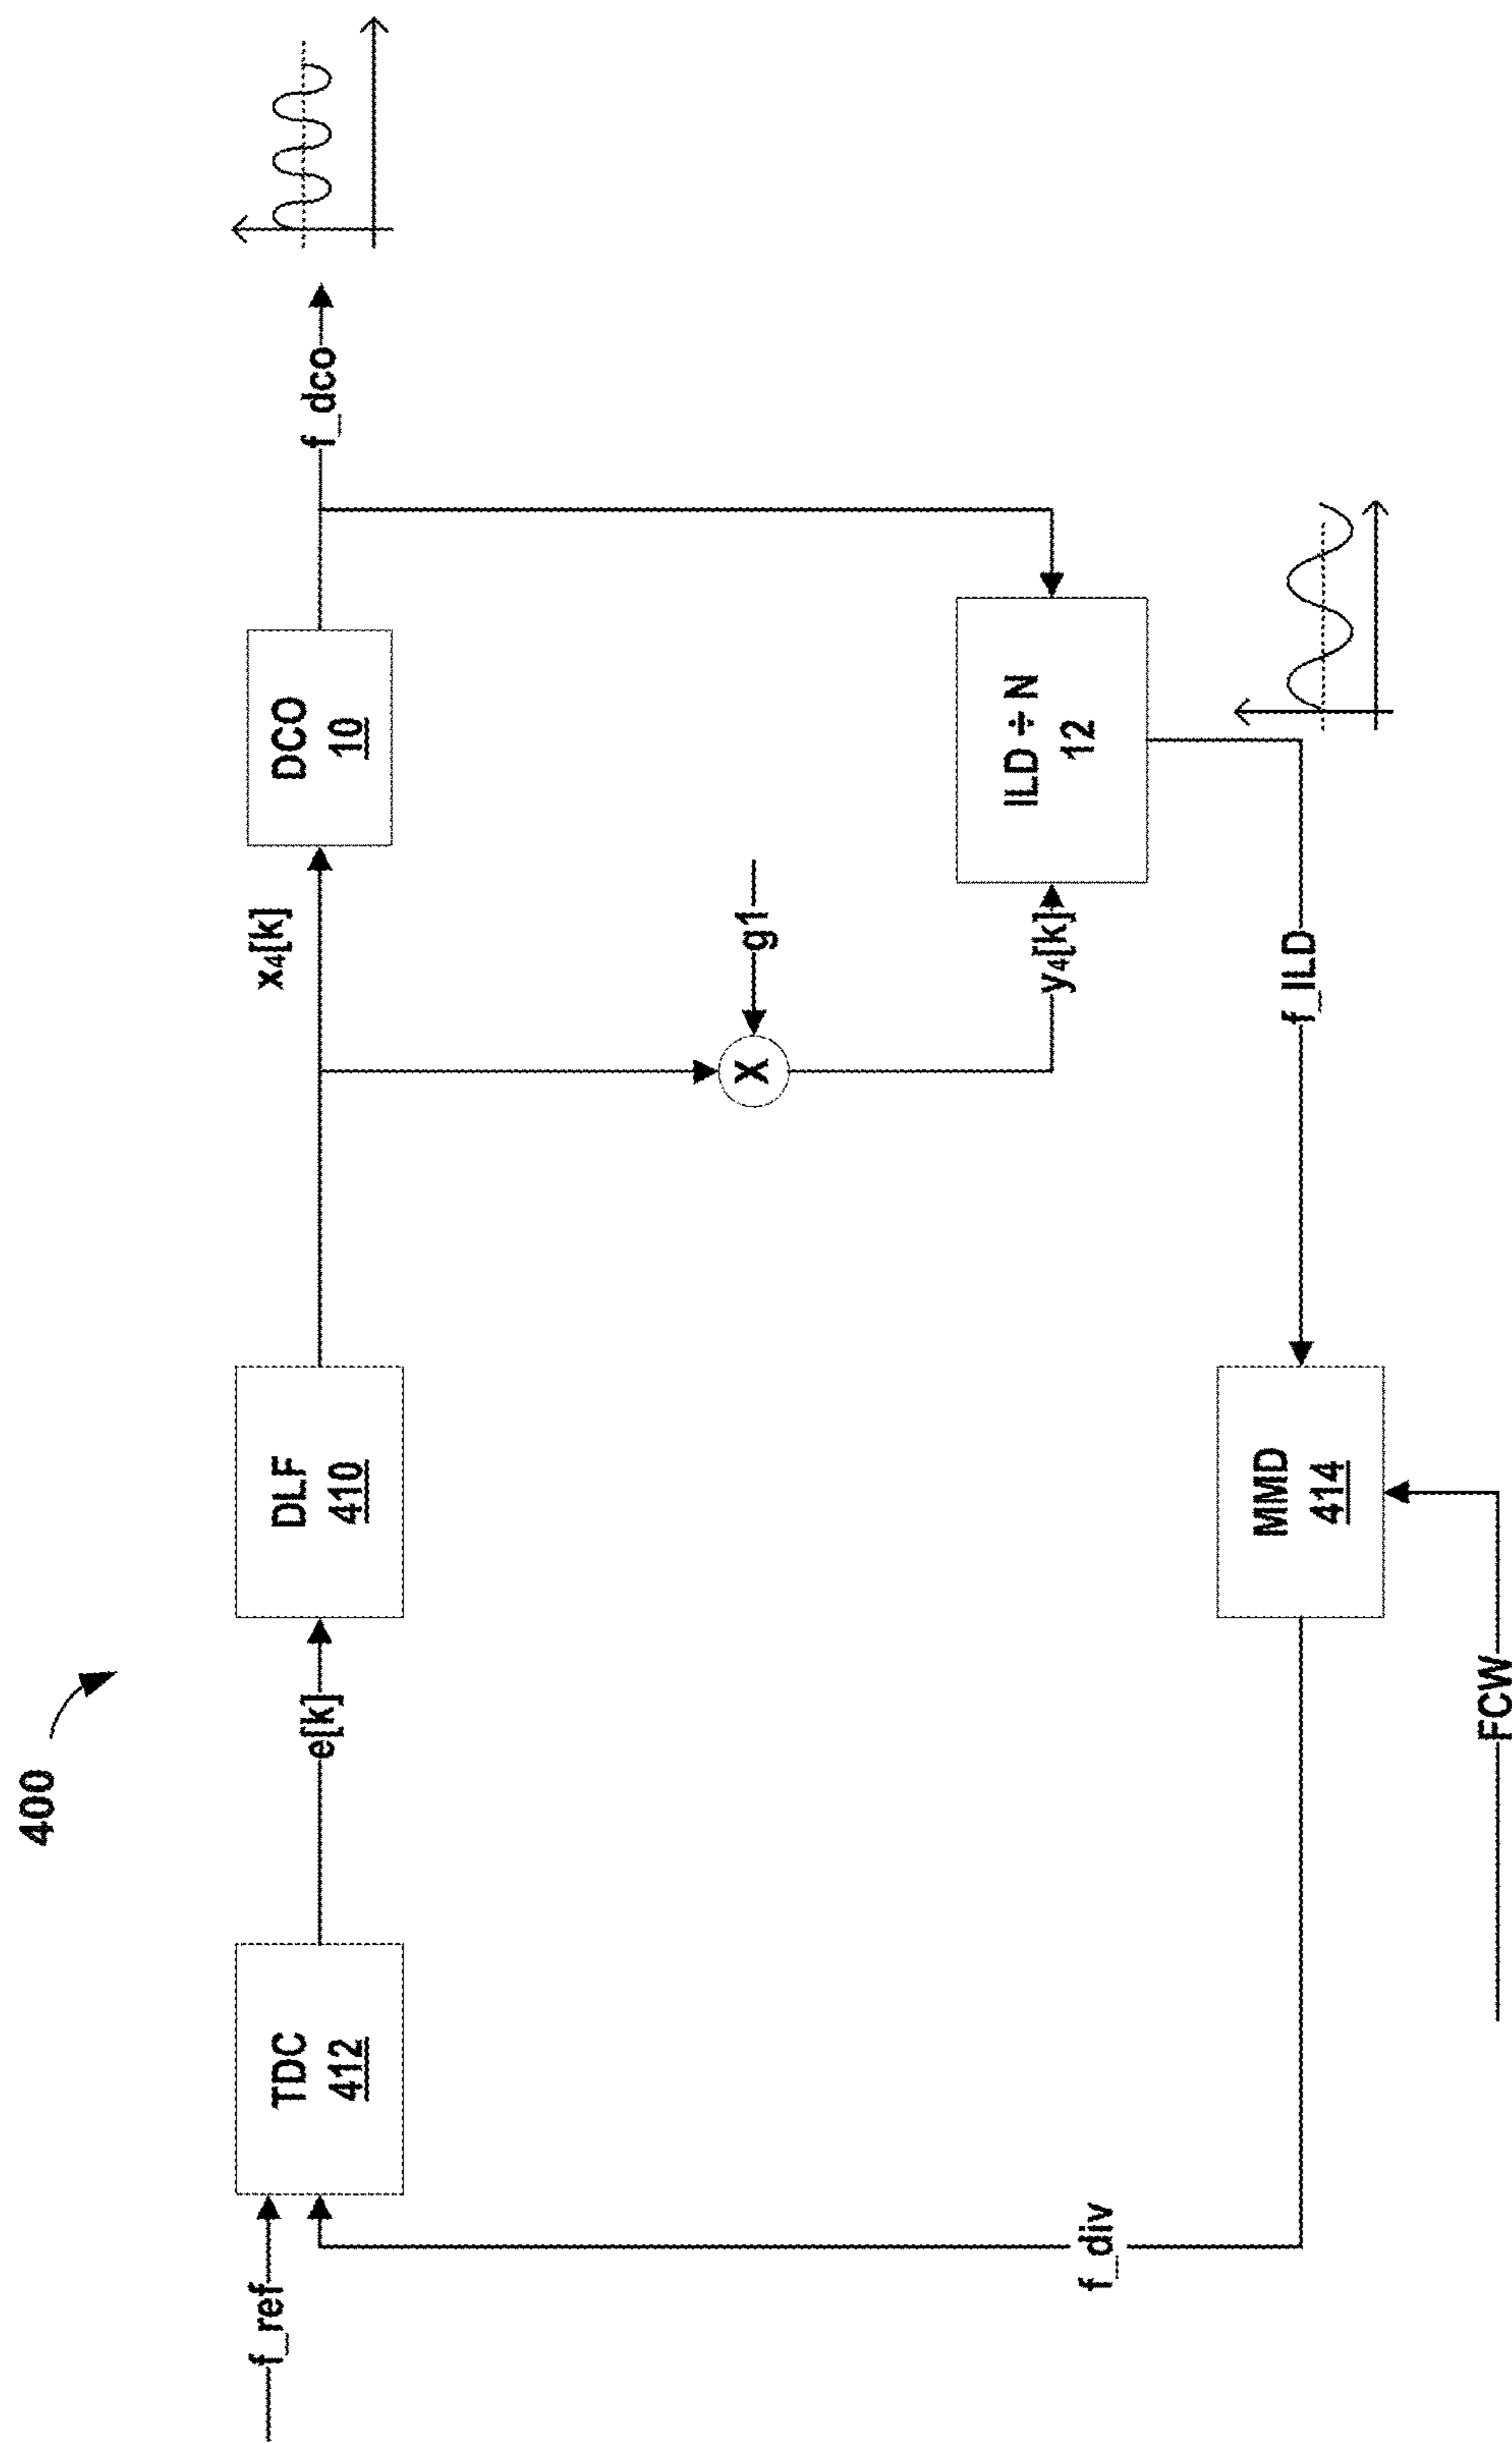 400
f_ref
TDC
412
e[k]
DLF
410
x₄[k]
DCO
10
f_dco
g1
X
y₄[k]
ILD ÷ N
12
f_ILD
MMD
414
f_div
FCW